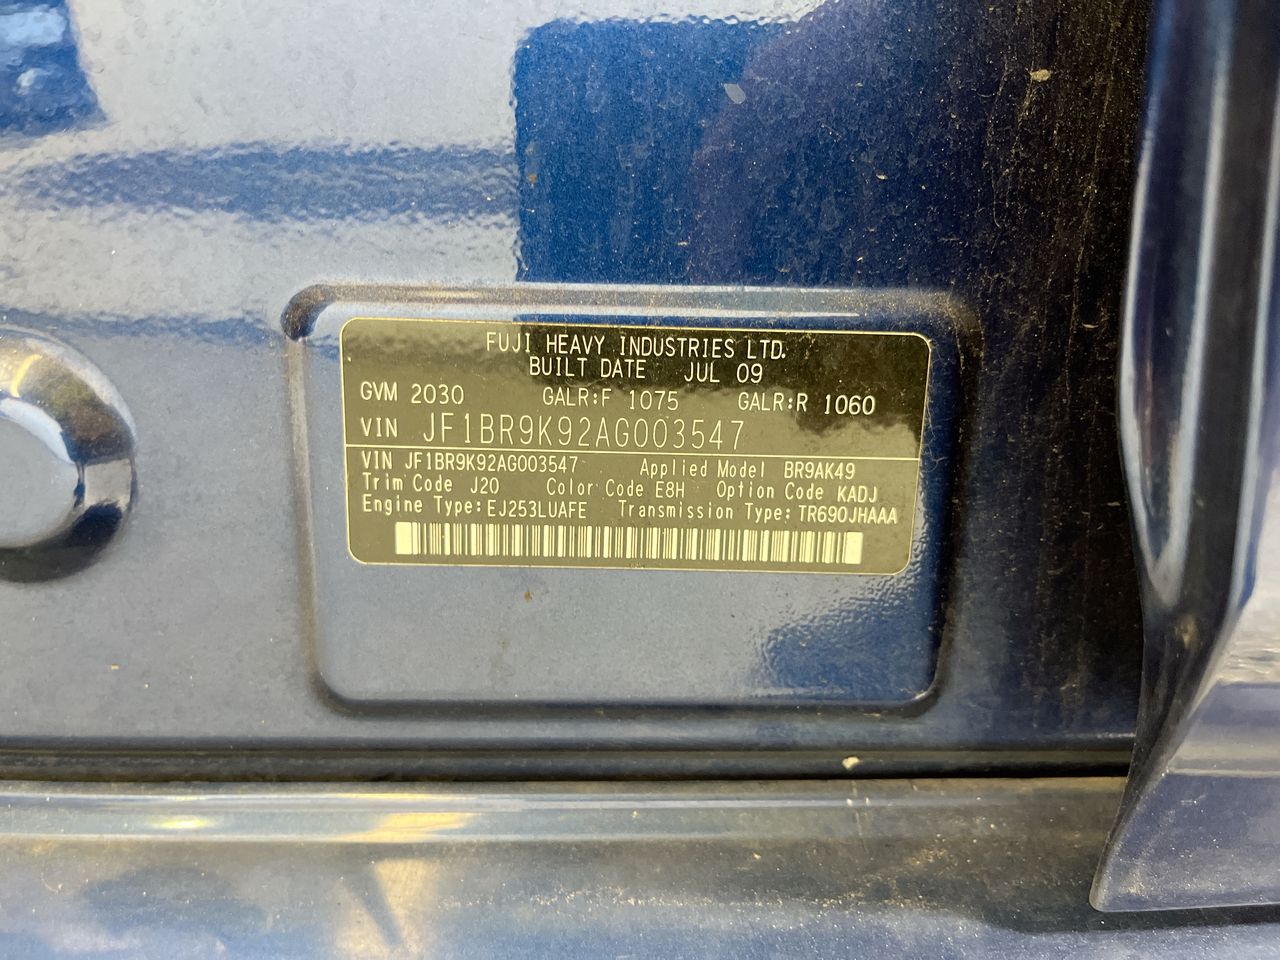 FUJI HEAVY INDUSTRIES LTD.
BUILT DATE JUL 09
GVM 2030 GALR:F 1075 GALR:R 1060
VIN JF1BR9K92AG003547
VIN JF1BR9K92AG003547 Applied Model BR9AK49
Trim Code J20 Color Code E8H Option Code KADJ
Engine Type:EJ253LUAFE Transmission Type:TR690JHAAA